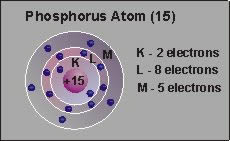 Phosphorus Atom (15)
K - 2 electrons
L - 8 electrons
M - 5 electrons
K
L
M
+15